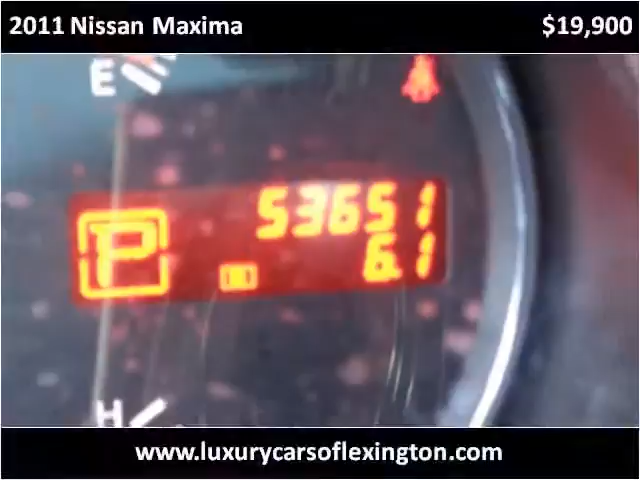 2011 Nissan Maxima $19,900
E
53651
P 6.1
H
www.luxurycarsoflexington.com